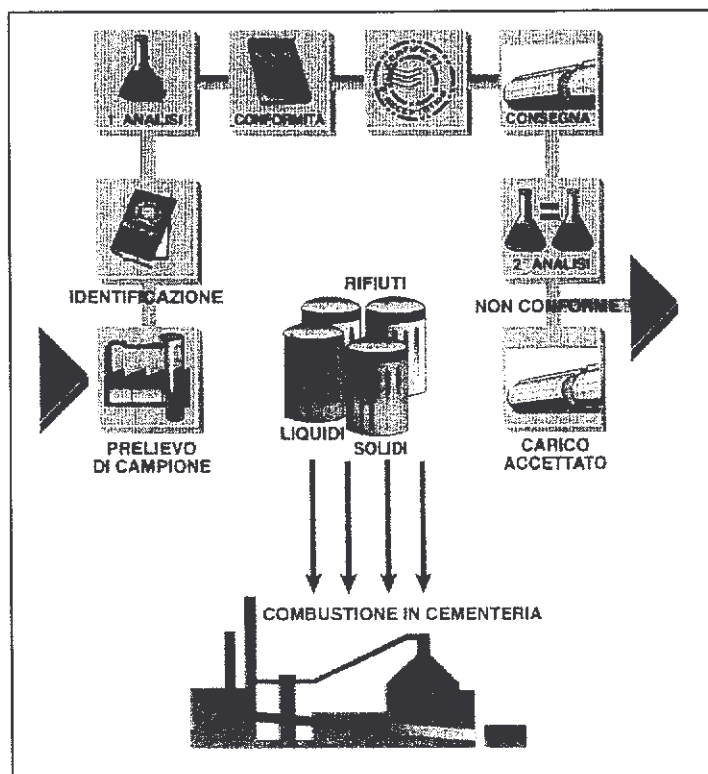 1 ANALISI
CONFORMITÀ
CONSEGNA
2 ANALISI
IDENTIFICAZIONE
RIFIUTI
NON CONFORME
LIQUIDI
SOLIDI
PRELIEVO
DI CAMPIONE
CARICO
ACCETTATO
COMBUSTIONE IN CEMENTERIA